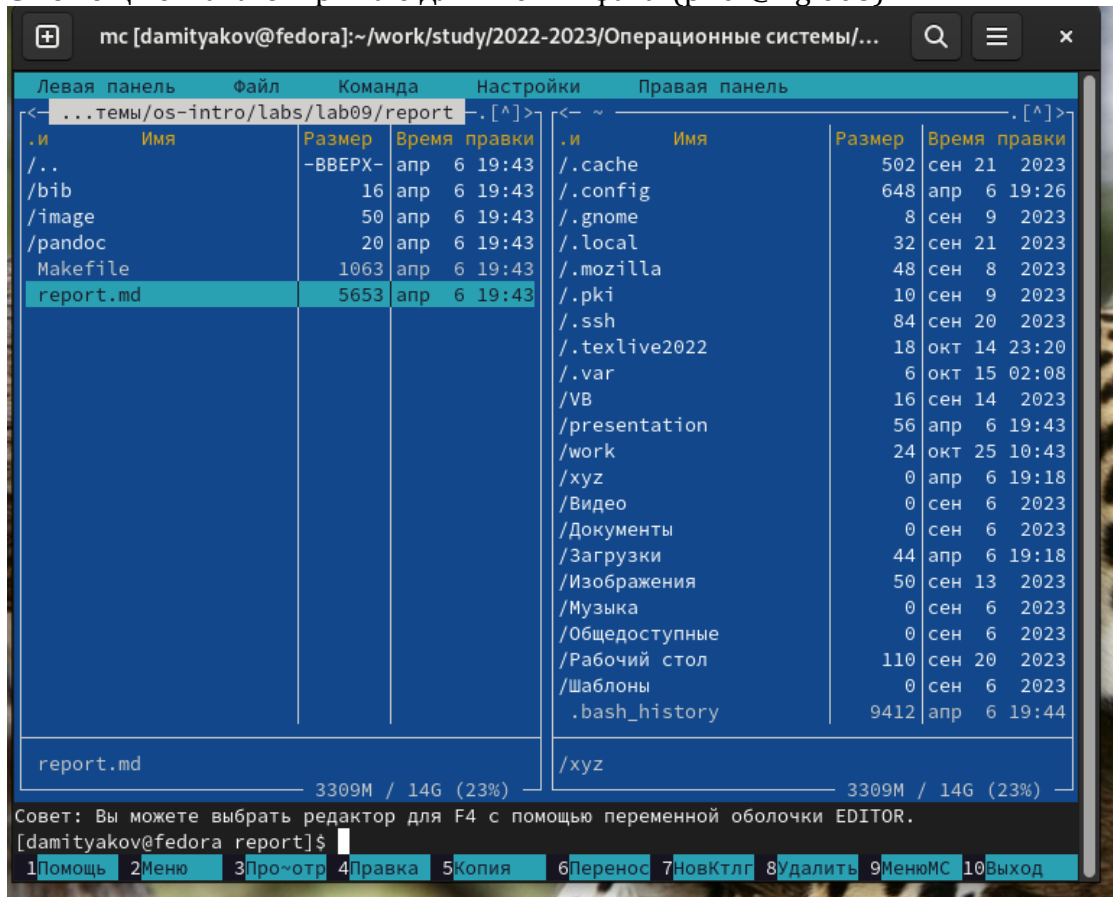 mc [damityakov@fedora]:~/work/study/2022-2023/Операционные системы/...
Левая панель Файл Команда Настройки Правая панель
<— ...темы/os-intro/labs/lab09/report —.[^]> <— ~ .[^]>
.и Имя Размер Время правки .и Имя Размер Время правки
/.. -ВВЕРХ- апр 6 19:43 /.cache 502 сен 21 2023
/bib 16 апр 6 19:43 /.config 648 апр 6 19:26
/image 50 апр 6 19:43 /.gnome 8 сен 9 2023
/pandoc 20 апр 6 19:43 /.local 32 сен 21 2023
Makefile 1063 апр 6 19:43 /.mozilla 48 сен 8 2023
report.md 5653 апр 6 19:43 /.pki 10 сен 9 2023
/.ssh 84 сен 20 2023
/.texlive2022 18 окт 14 23:20
/.var 6 окт 15 02:08
/VB 16 сен 14 2023
/presentation 56 апр 6 19:43
/work 24 окт 25 10:43
/xyz 0 апр 6 19:18
/Видео 0 сен 6 2023
/Документы 0 сен 6 2023
/Загрузки 44 апр 6 19:18
/Изображения 50 сен 13 2023
/Музыка 0 сен 6 2023
/Общедоступные 0 сен 6 2023
/Рабочий стол 110 сен 20 2023
/Шаблоны 0 сен 6 2023
.bash_history 9412 апр 6 19:44
report.md /xyz
3309M / 14G (23%) 3309M / 14G (23%)
Совет: Вы можете выбрать редактор для F4 с помощью переменной оболочки EDITOR.
[damityakov@fedora report]$
1Помощь 2Меню 3Про~отр 4Правка 5Копия 6Перенос 7НовКтлг 8Удалить 9МенюМС 10Выход